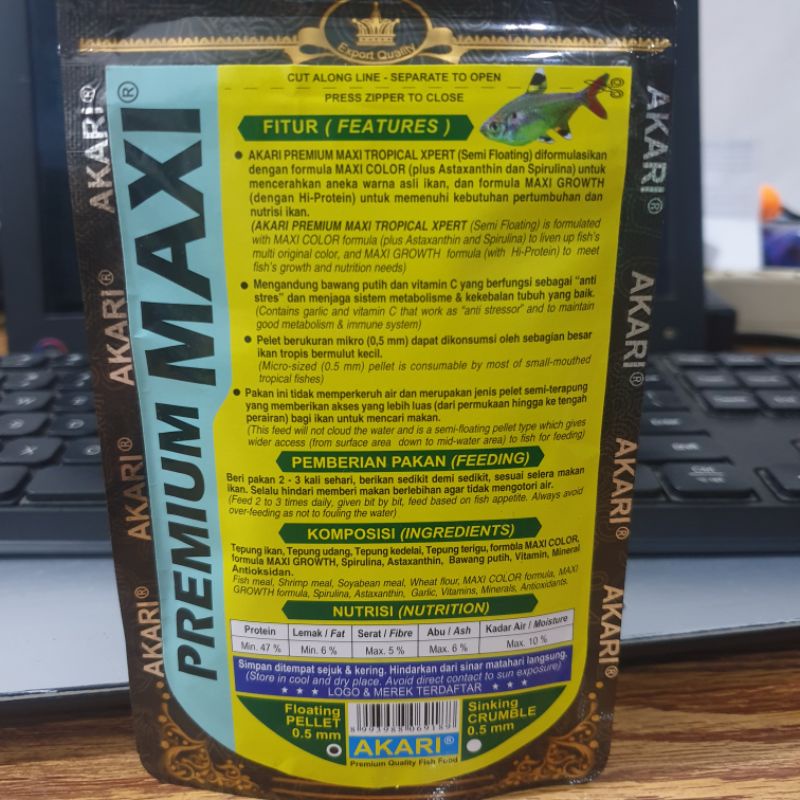 Export Quality
CUT ALONG LINE - SEPARATE TO OPEN
PRESS ZIPPER TO CLOSE
AKARI®
AKARI®
AKARI®
AKARI®
PREMIUM MAXI®
AKARI®
AKARI®
AKARI®
AKARI®
FITUR (FEATURES)
• AKARI PREMIUM MAXI TROPICAL XPERT (Semi Floating) diformulasikan
dengan formula MAXI COLOR (plus Astaxanthin dan Spirulina) untuk
mencerahkan aneka warna asli ikan, dan formula MAXI GROWTH
(dengan Hi-Protein) untuk memenuhi kebutuhan pertumbuhan dan
nutrisi ikan.
(AKARI PREMIUM MAXI TROPICAL XPERT (Semi Floating) is formulated
with MAXI COLOR formula (plus Astaxanthin and Spirulina) to liven up fish's
multi original color, and MAXI GROWTH formula (with Hi-Protein) to meet
fish's growth and nutrition needs)
• Mengandung bawang putih dan vitamin C yang berfungsi sebagai "anti
stres" dan menjaga sistem metabolisme & kekebalan tubuh yang baik.
(Contains garlic and vitamin C that work as "anti stressor" and to maintain
good metabolism & immune system)
• Pelet berukuran mikro (0,5 mm) dapat dikonsumsi oleh sebagian besar
ikan tropis bermulut kecil.
(Micro-sized (0.5 mm) pellet is consumable by most of small-mouthed
tropical fishes)
• Pakan ini tidak memperkeruh air dan merupakan jenis pelet semi-terapung
yang memberikan akses yang lebih luas (dari permukaan hingga ke tengah
perairan) bagi ikan untuk mencari makan.
(This feed will not cloud the water and is a semi-floating pellet type which gives
wider access (from surface area down to mid-water area) to fish for feeding)
PEMBERIAN PAKAN (FEEDING)
Beri pakan 2 - 3 kali sehari, berikan sedikit demi sedikit, sesuai selera makan
ikan. Selalu hindari memberi makan berlebihan agar tidak mengotori air.
(Feed 2 to 3 times daily, given bit by bit, feed based on fish appetite. Always avoid
over-feeding as not to fouling the water)
KOMPOSISI (INGREDIENTS)
Tepung ikan, Tepung udang, Tepung kedelai, Tepung terigu, formula MAXI COLOR,
formula MAXI GROWTH, Spirulina, Astaxanthin, Bawang putih, Vitamin, Mineral
Antioksidan.
Fish meal, Shrimp meal, Soyabean meal, Wheat flour, MAXI COLOR formula, MAXI
GROWTH formula, Spirulina, Astaxanthin, Garlic, Vitamins, Minerals, Antioxidants.
NUTRISI (NUTRITION)
Protein Lemak / Fat Serat / Fibre Abu / Ash Kadar Air / Moisture
Min. 47 % Min. 6 % Max. 5 % Max. 6 % Max. 10 %
Simpan ditempat sejuk & kering. Hindarkan dari sinar matahari langsung.
(Store in cool and dry place. Avoid direct contact to sun exposure)
★ ★ ★ LOGO & MEREK TERDAFTAR ★ ★ ★
Floating
PELLET
0.5 mm
8993988069189
AKARI®
Premium Quality Fish Food
Sinking
CRUMBLE
0.5 mm